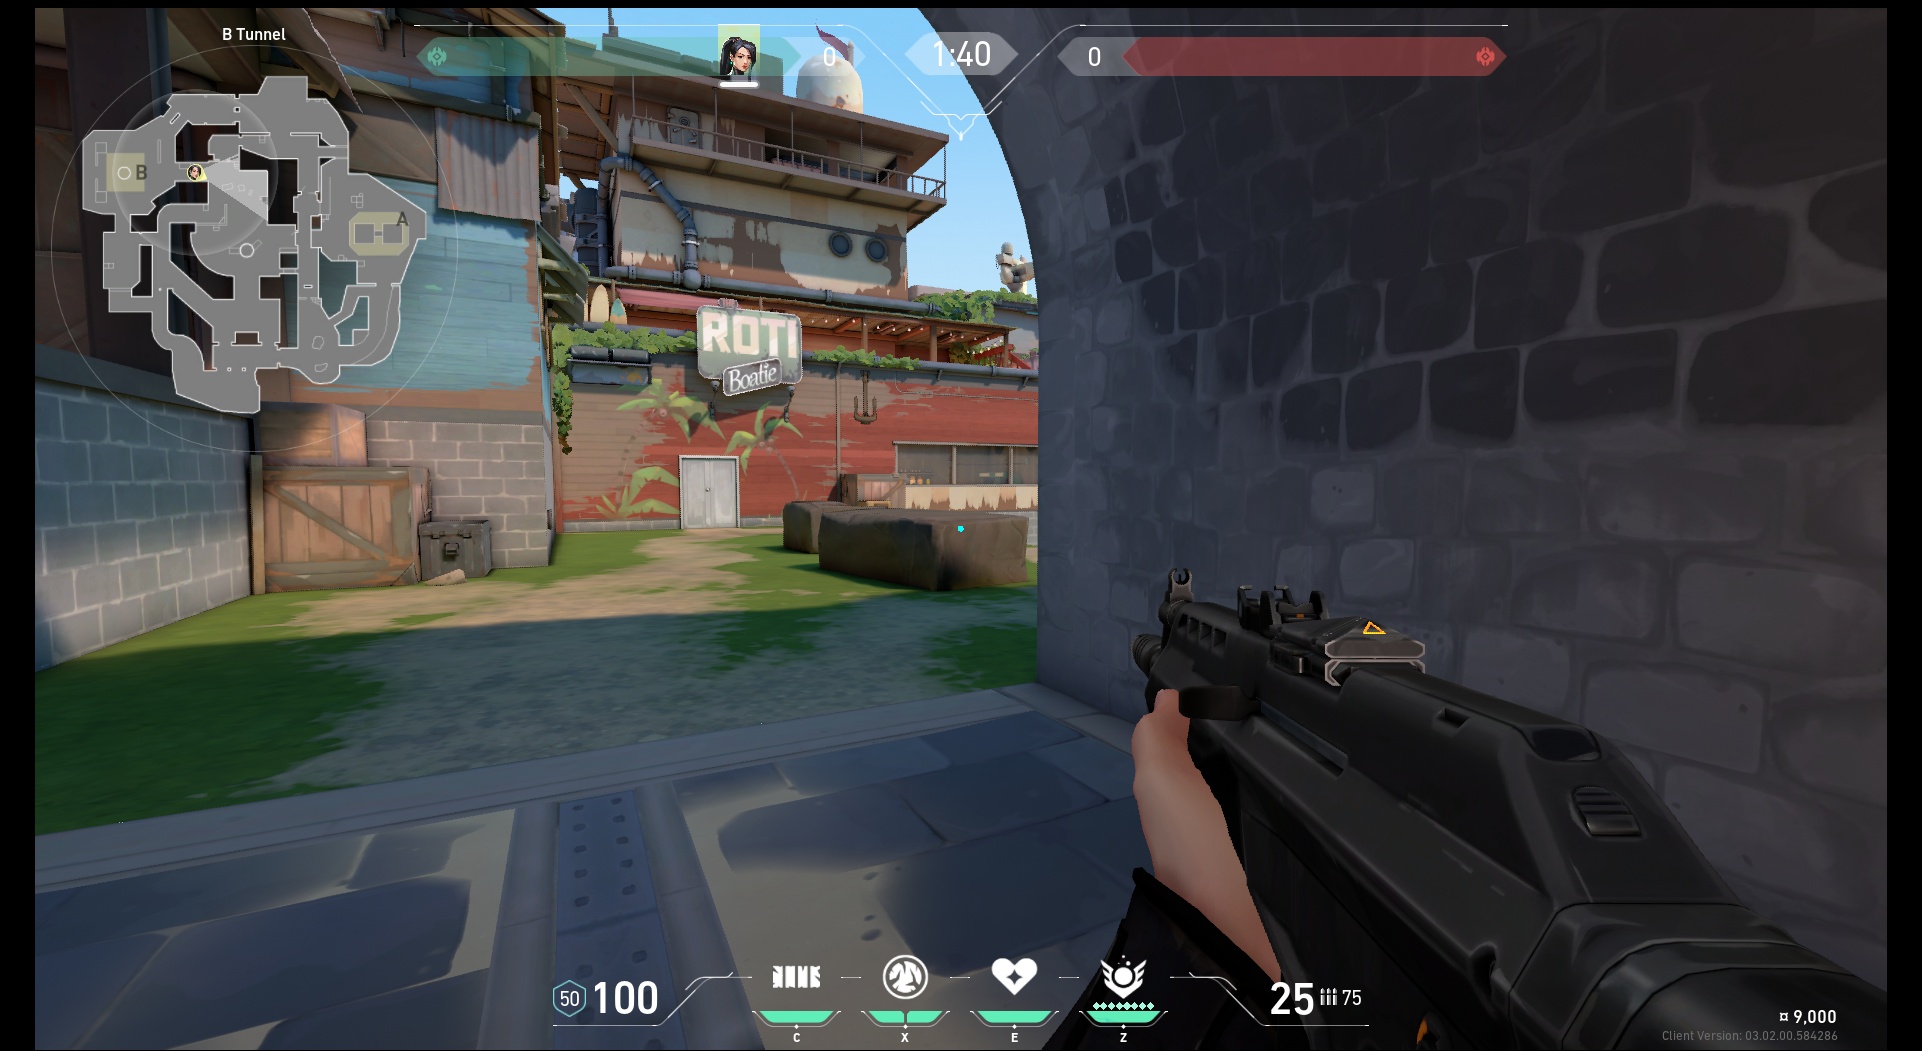 B Tunnel
0
1:40
0
B
A
ROTI
Boatie
50
100
25
75
C
X
E
Z
¤ 9,000
Client Version: 03.02.00.584286